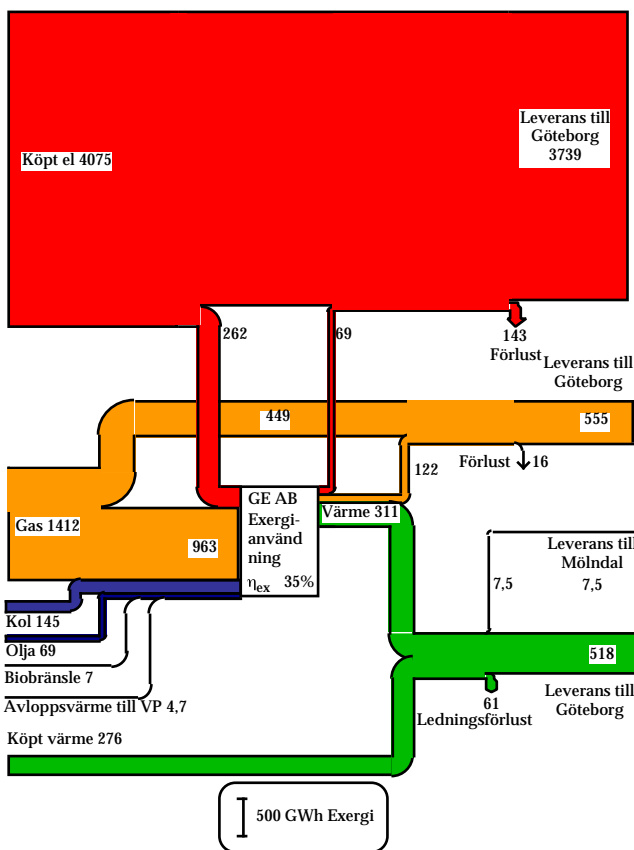 Köpt el 4075
Leverans till
Göteborg
3739
262
69
143
Förlust
Leverans till
Göteborg
449
555
122
Förlust
16
Gas 1412
963
GE AB
Exergi-
använd
ning
ηex 35%
Värme 311
Leverans till
Mölndal
7,5
7,5
Kol 145
Olja 69
Biobränsle 7
Avloppsvärme till VP 4,7
518
61
Ledningsförlust
Leverans till
Göteborg
Köpt värme 276
500 GWh Exergi